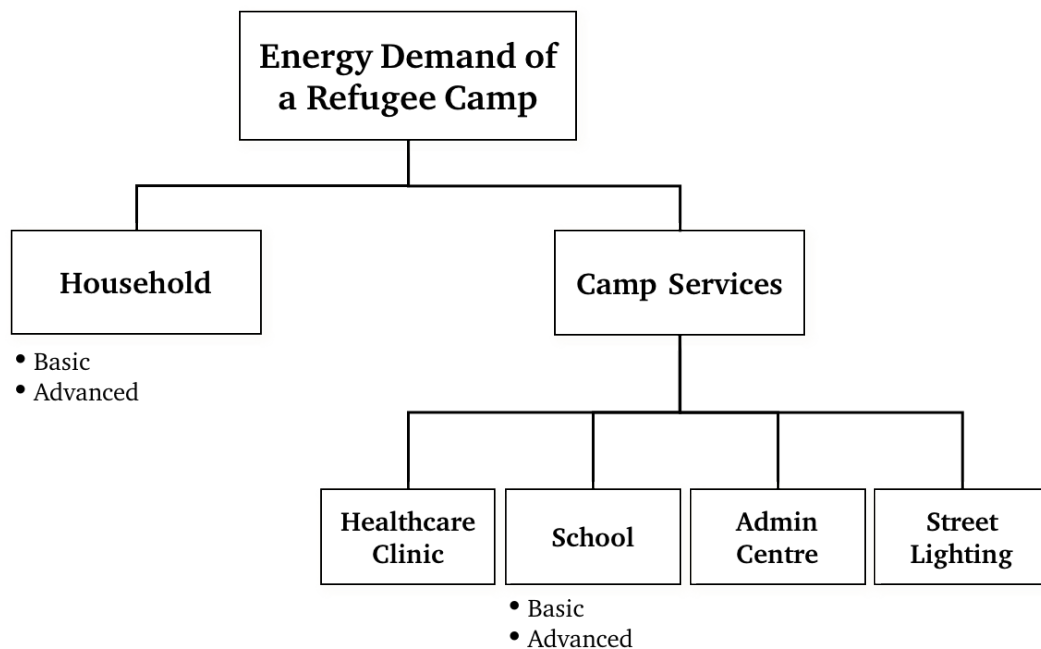 Energy Demand of
a Refugee Camp
Household
Camp Services
• Basic
• Advanced
Healthcare
Clinic
School
Admin
Centre
Street
Lighting
• Basic
• Advanced